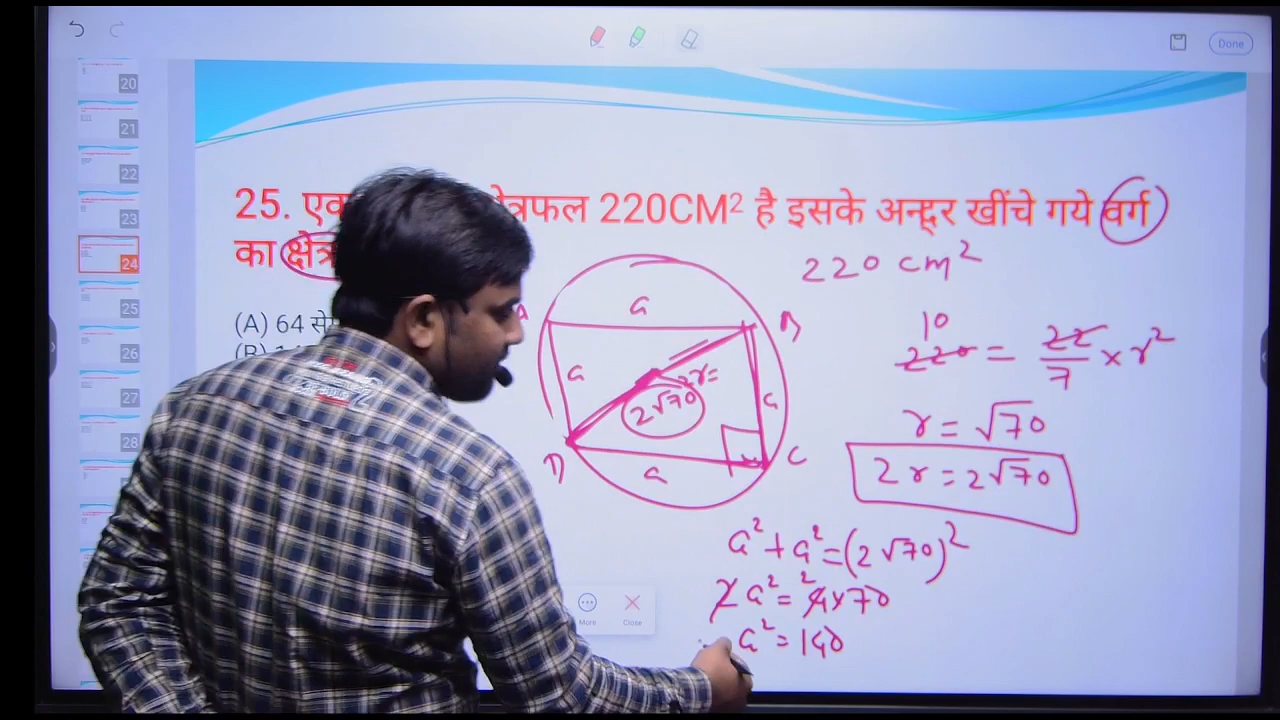 Done
20
21
22
23
24
25
26
27
28
25. एक
क्षेत्रफल 220CM² है इसके अन्दर खींचे गये वर्ग
का क्षेत्र
(A) 64 से
220 cm²
10
220 = 22/7 × r²
r = √70
2r = 2√70
a
B
a
2r =
2√70
a
D
a
C
a² + a² = (2√70)²
2
2a² = 4×70
a² = 140
More
Close